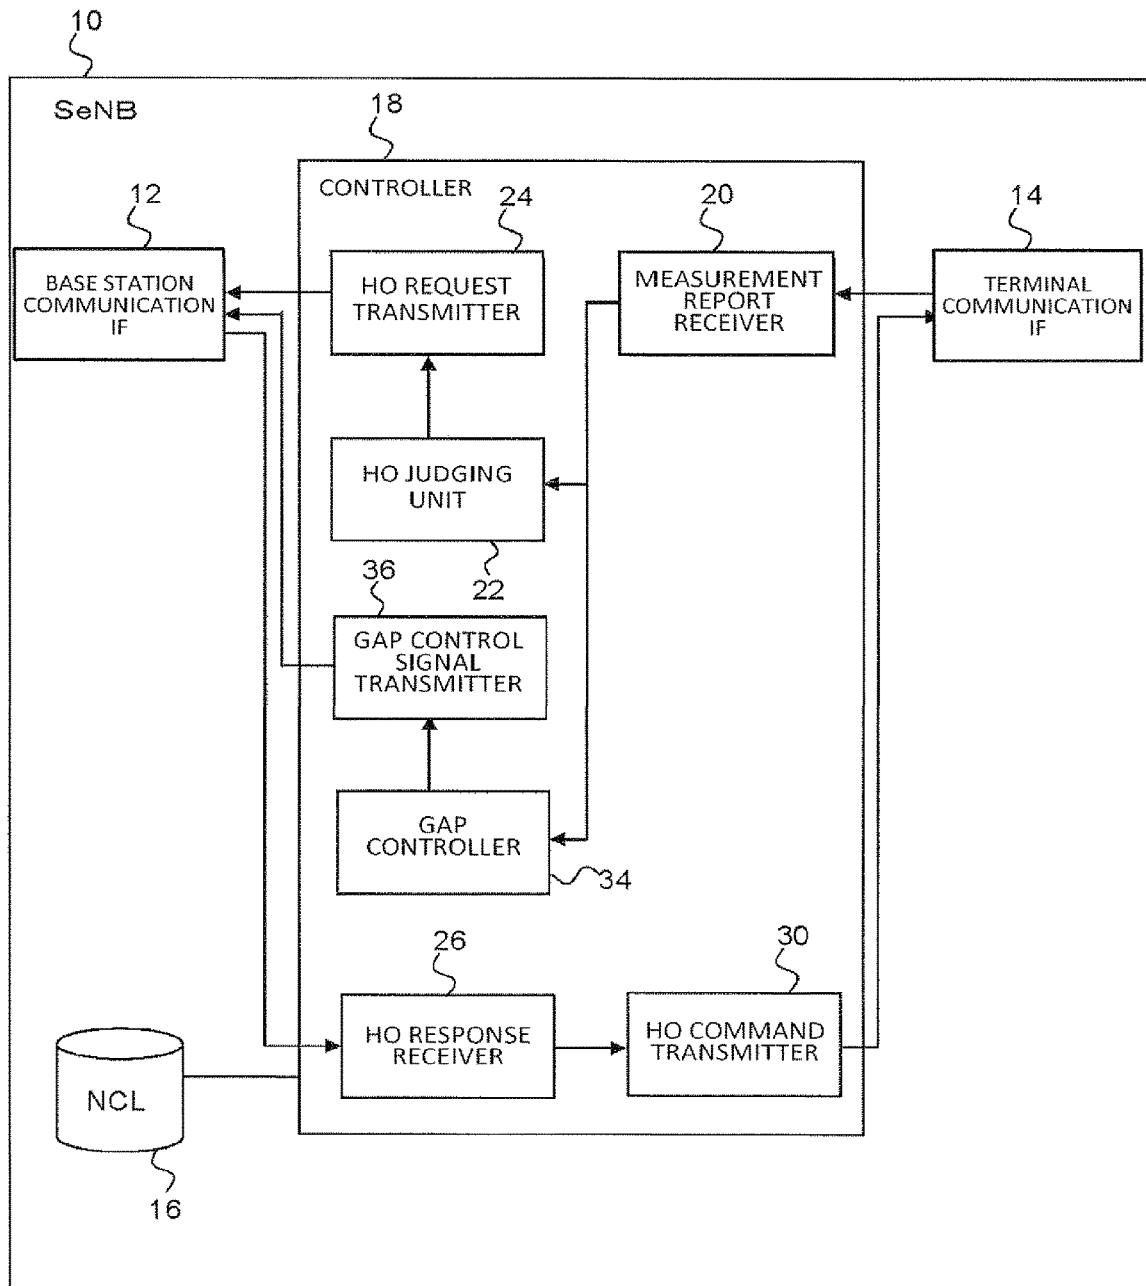 10
SeNB
18
CONTROLLER
12
24
20
14
BASE STATION
COMMUNICATION
IF
HO REQUEST
TRANSMITTER
MEASUREMENT
REPORT
RECEIVER
TERMINAL
COMMUNICATION
IF
HO JUDGING
UNIT
22
36
GAP CONTROL
SIGNAL
TRANSMITTER
GAP
CONTROLLER
34
26
30
HO RESPONSE
RECEIVER
HO COMMAND
TRANSMITTER
NCL
16